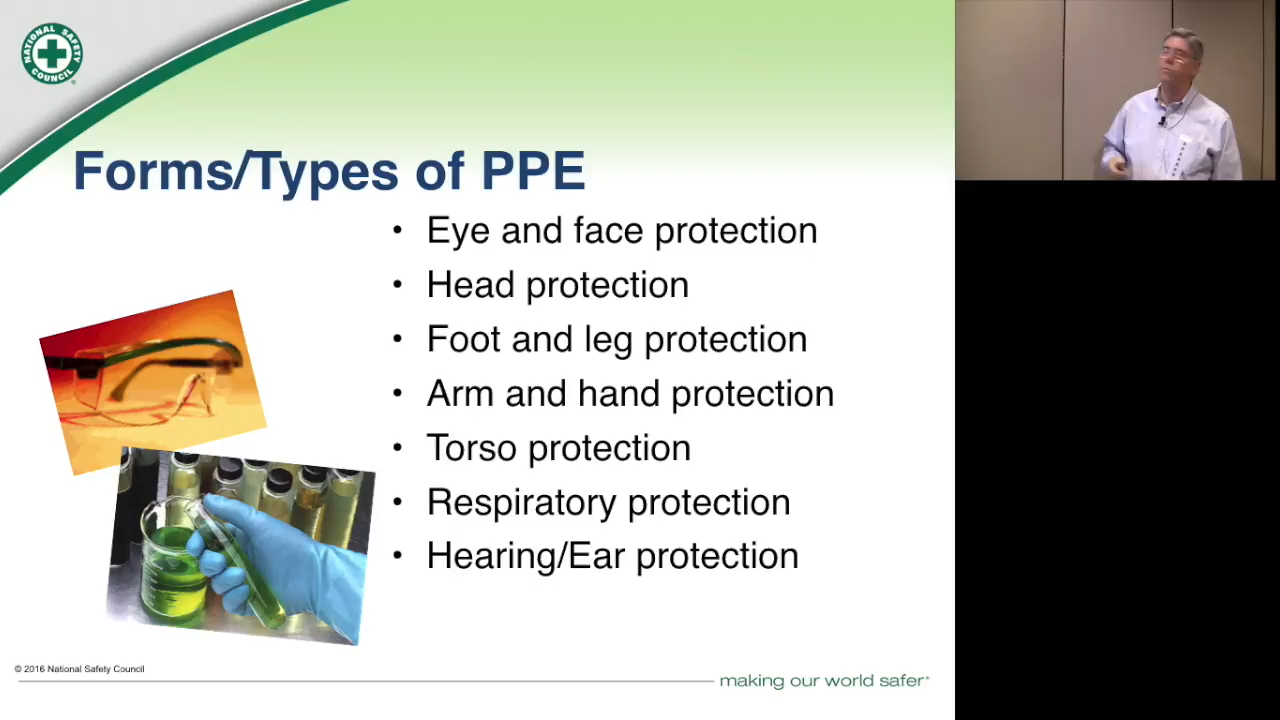 NATIONAL SAFETY
COUNCIL
Forms/Types of PPE
• Eye and face protection
• Head protection
• Foot and leg protection
• Arm and hand protection
• Torso protection
• Respiratory protection
• Hearing/Ear protection
© 2016 National Safety Council
making our world safer®